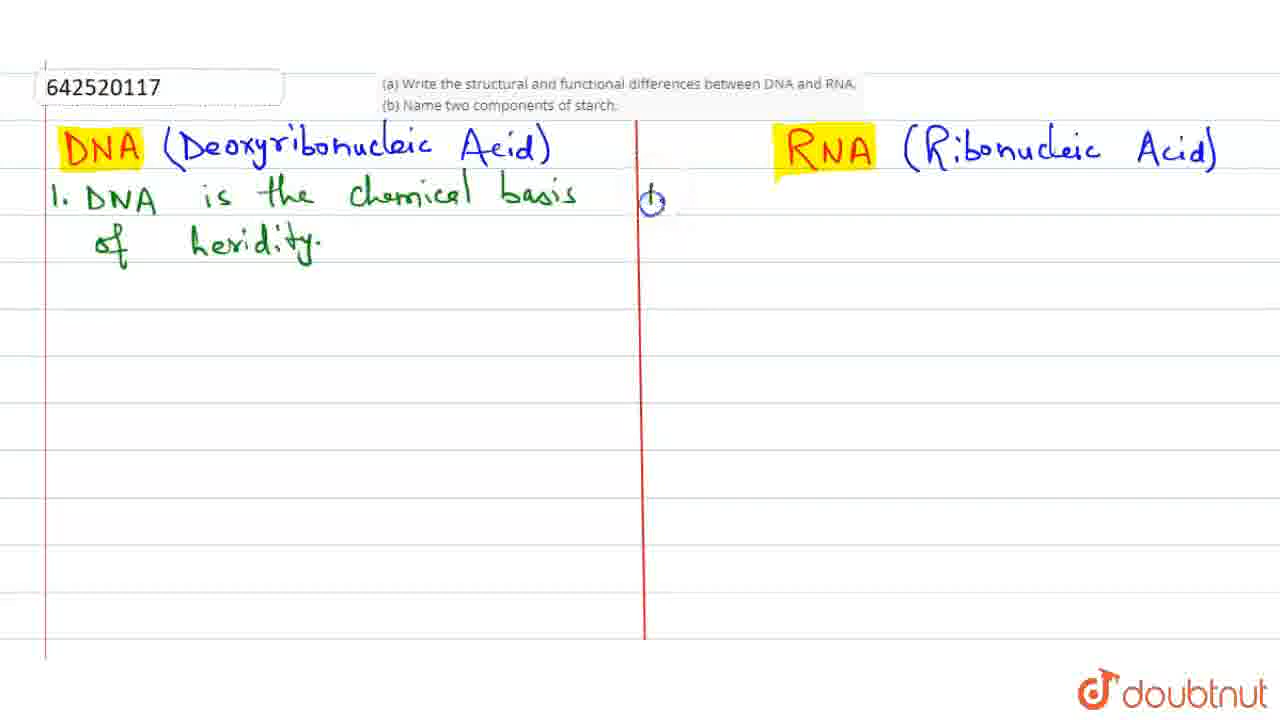 642520117
(a) Write the structural and functional differences between DNA and RNA.
(b) Name two components of starch.
DNA (Deoxyribonucleic Acid)
RNA (Ribonucleic Acid)
1. DNA is the chemical basis
of heridity.
1.
doubtnut